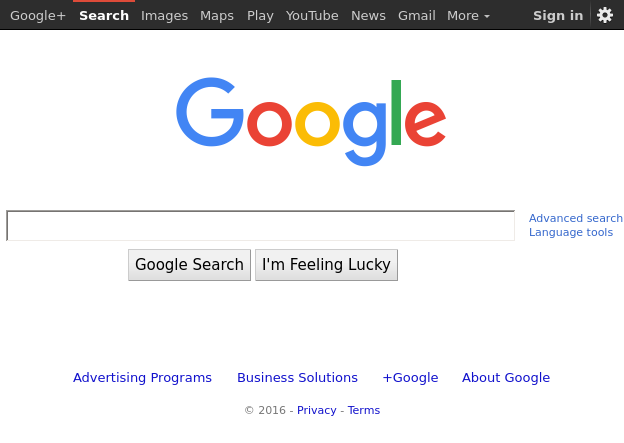 Google+ Search Images Maps Play YouTube News Gmail More Sign in
Google
Advanced search
Language tools
Google Search I'm Feeling Lucky
Advertising Programs Business Solutions +Google About Google
© 2016 - Privacy - Terms